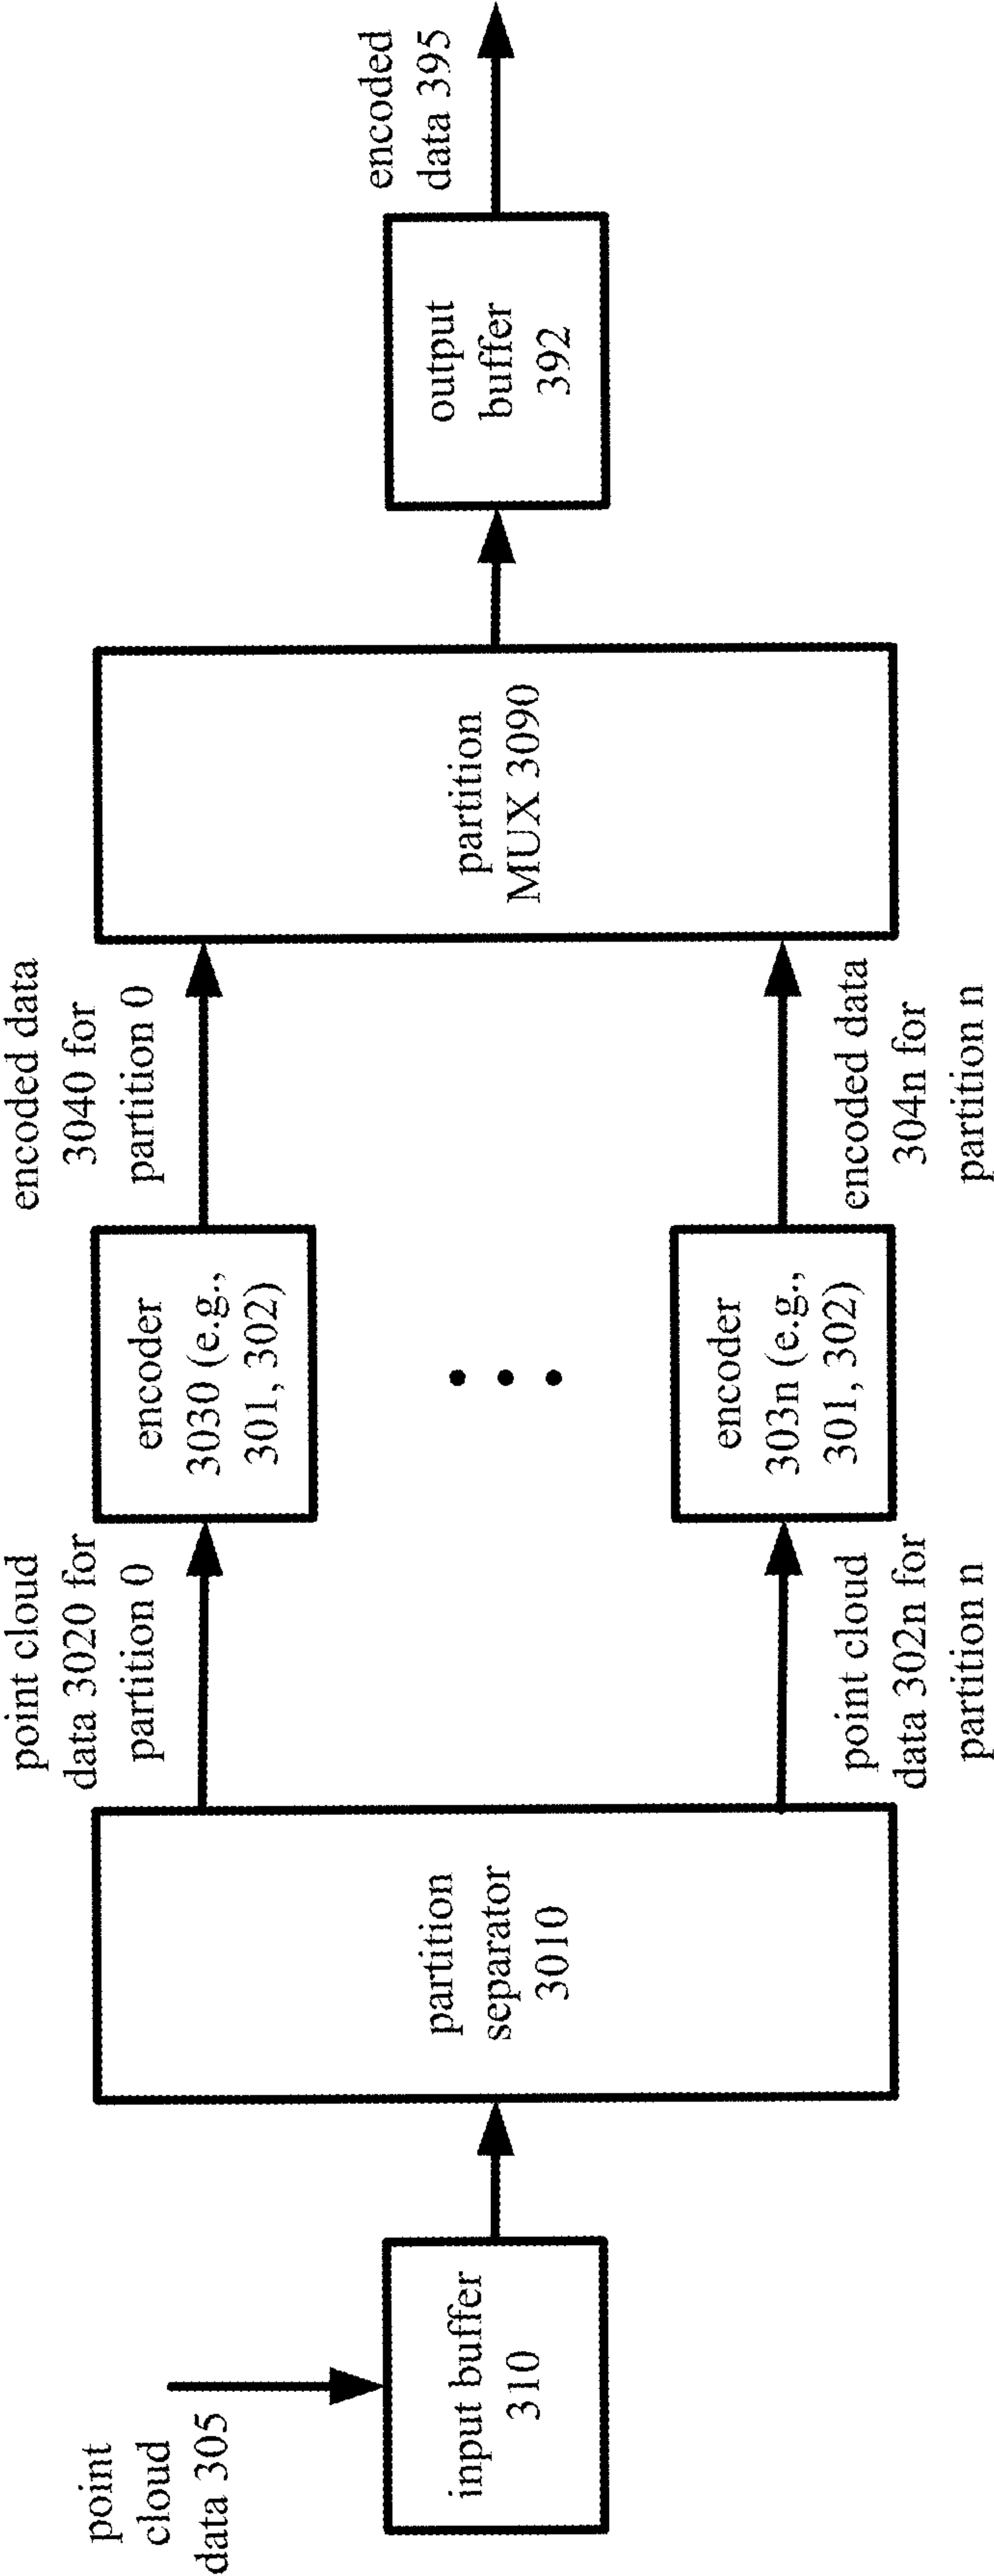 point
cloud
data 305
input buffer
310
partition
separator
3010
point cloud
data 3020 for
partition 0
point cloud
data 302n for
partition n
encoder
3030 (e.g.,
301, 302)
encoder
303n (e.g.,
301, 302)
encoded data
3040 for
partition 0
encoded data
304n for
partition n
partition
MUX 3090
output
buffer
392
encoded
data 395